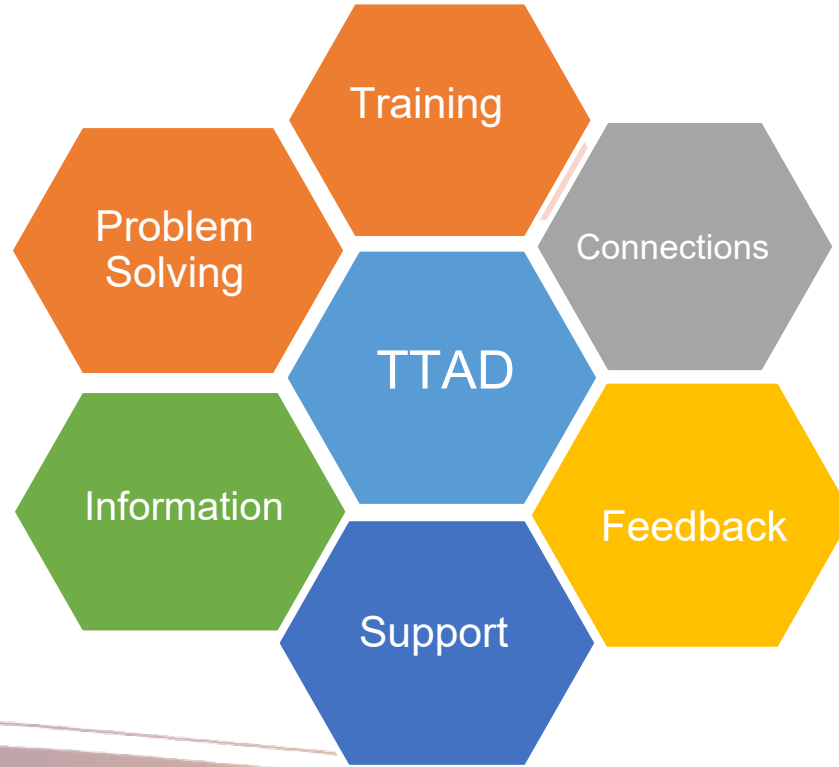 Training
Problem
Solving
Connections
TTAD
Information
Feedback
Support